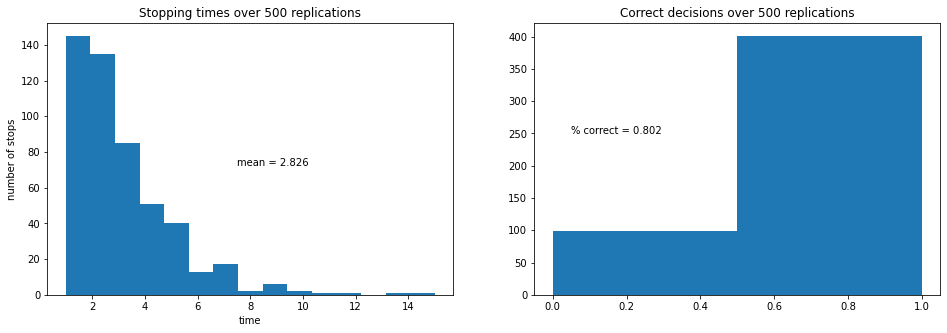 Stopping times over 500 replications
140
120
100
80
60
40
20
0
number of stops
mean = 2.826
2 4 6 8 10 12 14
time
Correct decisions over 500 replications
400
350
300
250
200
150
100
50
0
% correct = 0.802
0.0 0.2 0.4 0.6 0.8 1.0